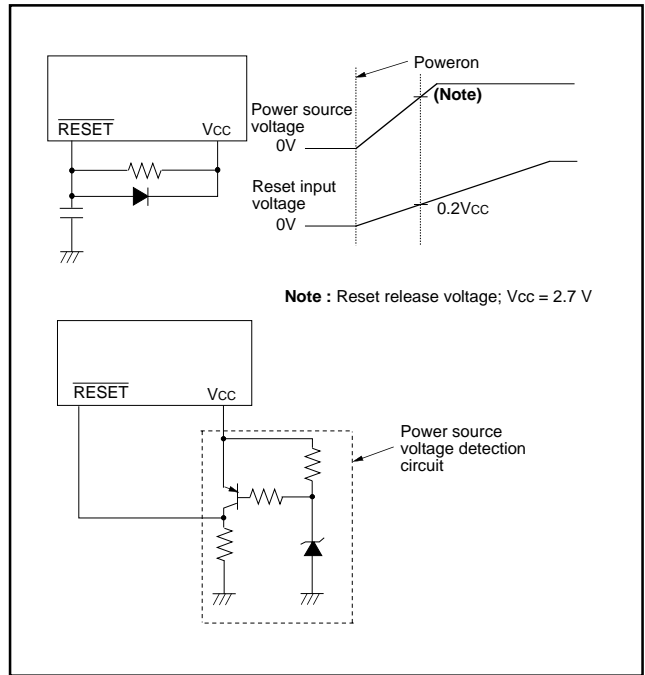 Poweron
(Note)
Power source
voltage
0V
RESET VCC
Reset input
voltage
0V
0.2VCC
Note : Reset release voltage; Vcc = 2.7 V
RESET VCC
Power source
voltage detection
circuit